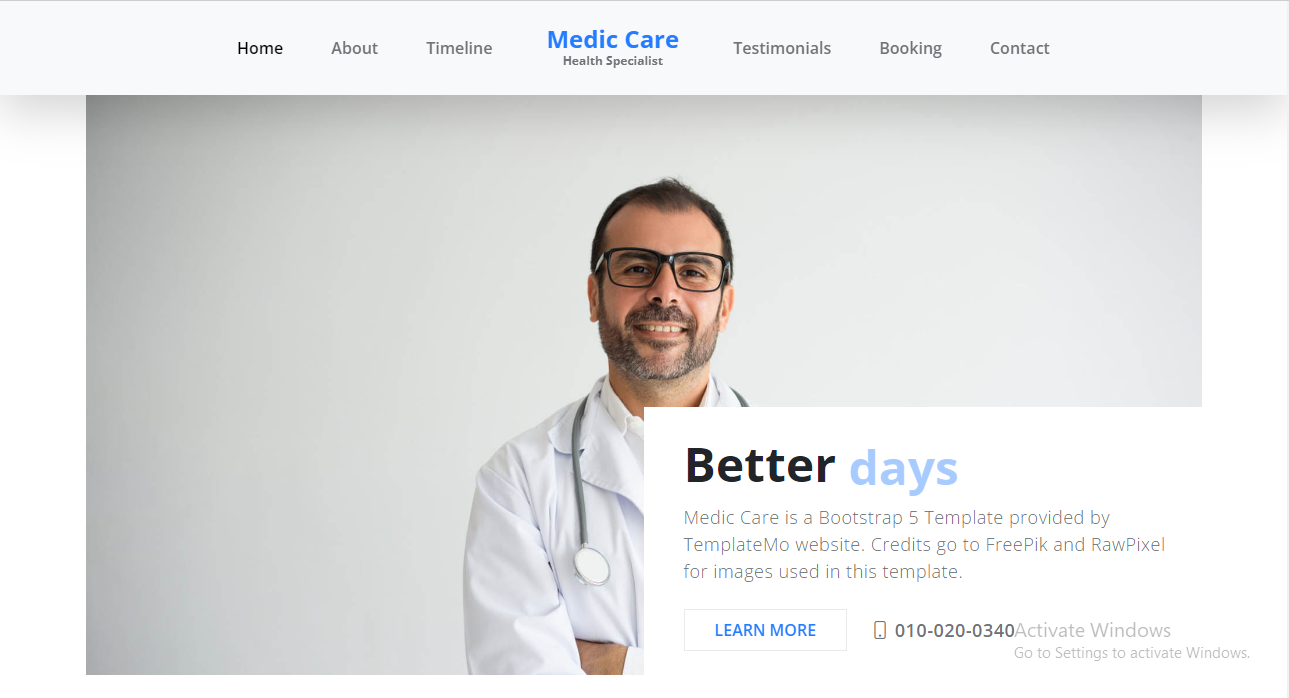 Home About Timeline Medic Care Testimonials Booking Contact
Health Specialist
Better days
Medic Care is a Bootstrap 5 Template provided by
TemplateMo website. Credits go to FreePik and RawPixel
for images used in this template.
LEARN MORE 010-020-0340
Activate Windows
Go to Settings to activate Windows.